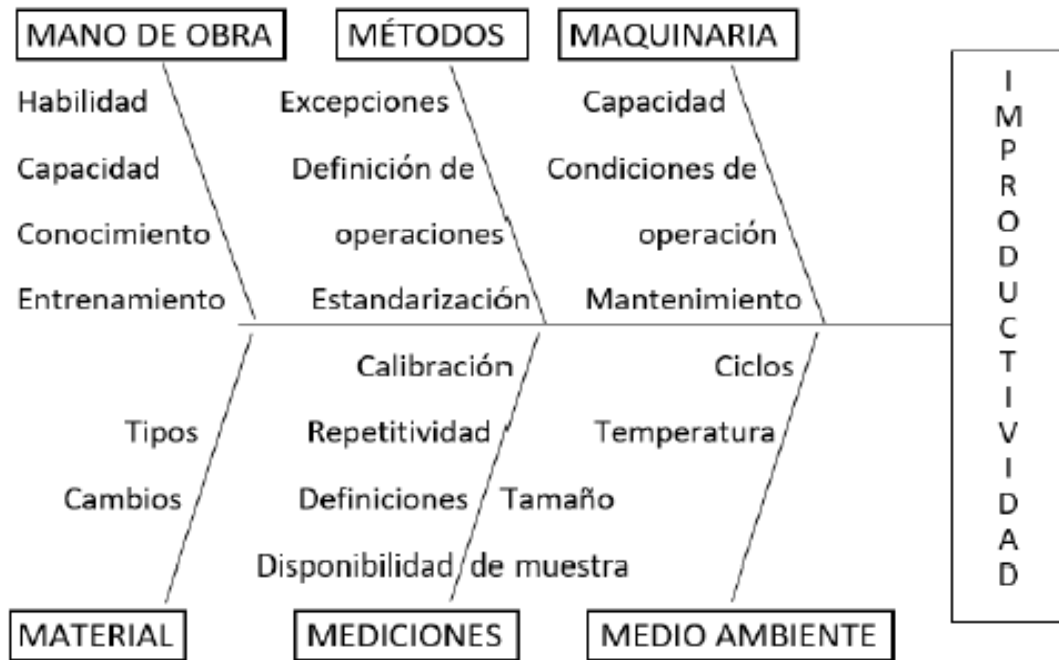 MANO DE OBRA
MÉTODOS
MAQUINARIA
Habilidad
Excepciones
Capacidad
Capacidad
Definición de
Condiciones de
Conocimiento
operaciones
operación
Entrenamiento
Estandarización
Mantenimiento
Calibración
Ciclos
Tipos
Repetitividad
Temperatura
Cambios
Definiciones
Tamaño
Disponibilidad
de muestra
MATERIAL
MEDICIONES
MEDIO AMBIENTE
IMPRODUCTIVIDAD